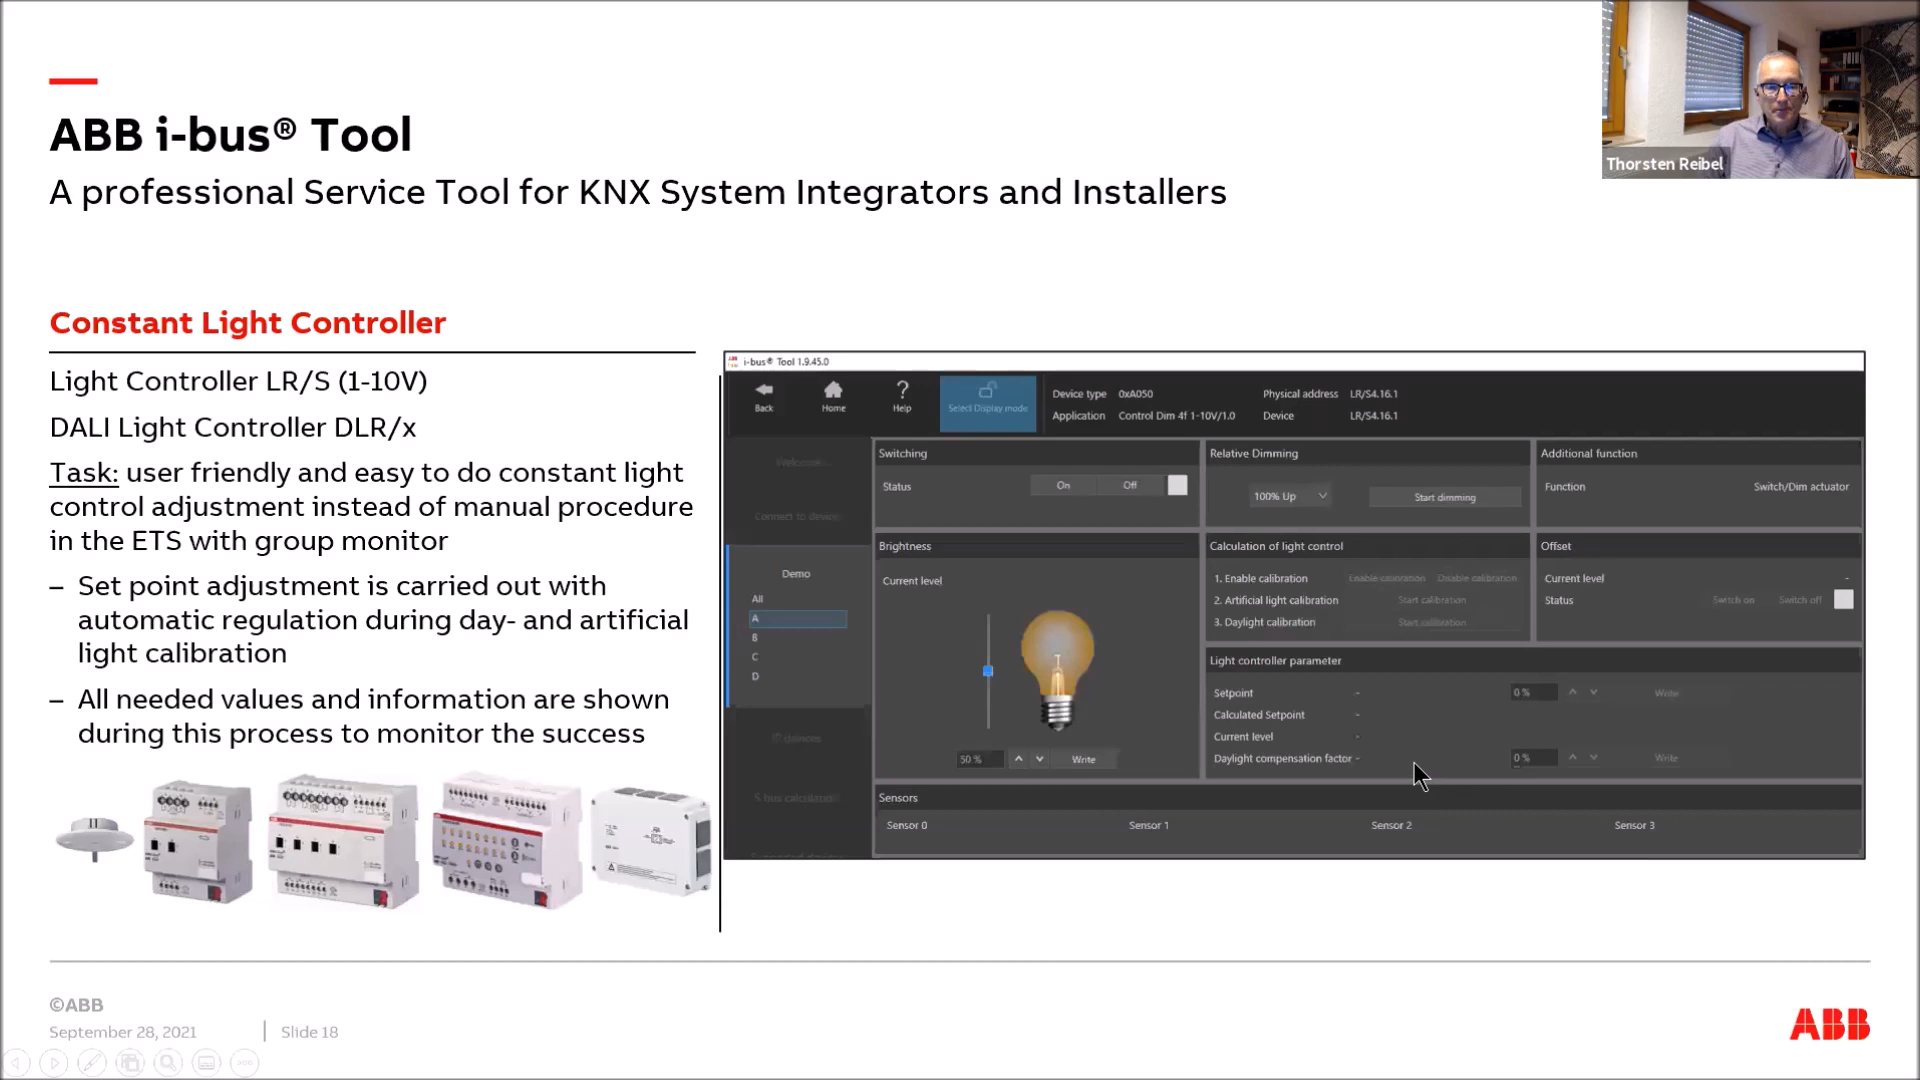 ABB i-bus® Tool
A professional Service Tool for KNX System Integrators and Installers
Thorsten Reibel
Constant Light Controller
Light Controller LR/S (1-10V)
DALI Light Controller DLR/x
Task: user friendly and easy to do constant light
control adjustment instead of manual procedure
in the ETS with group monitor
– Set point adjustment is carried out with
automatic regulation during day- and artificial
light calibration
– All needed values and information are shown
during this process to monitor the success
i-bus® Tool 1.9.45.0
Back
Home
Help
Select Display mode
Device type 0xA050
Application Control Dim 4f 1-10V/1.0
Physical address LR/S4.16.1
Device LR/S4.16.1
Welcome
Connect to device
Demo
All
A
B
C
D
Switching
Status On Off
Relative Dimming
100% Up Start dimming
Additional function
Function Switch/Dim actuator
Brightness
Current level
50 % Write
Calculation of light control
1. Enable calibration Enable calibration Disable calibration
2. Artificial light calibration Start calibration
3. Daylight calibration Start calibration
Offset
Current level -
Status Switch on Switch off
Light controller parameter
Setpoint - 0 % Write
Calculated Setpoint -
Current level -
Daylight compensation factor - 0 % Write
Sensors
Sensor 0 Sensor 1 Sensor 2 Sensor 3
©ABB
September 28, 2021 Slide 18
ABB